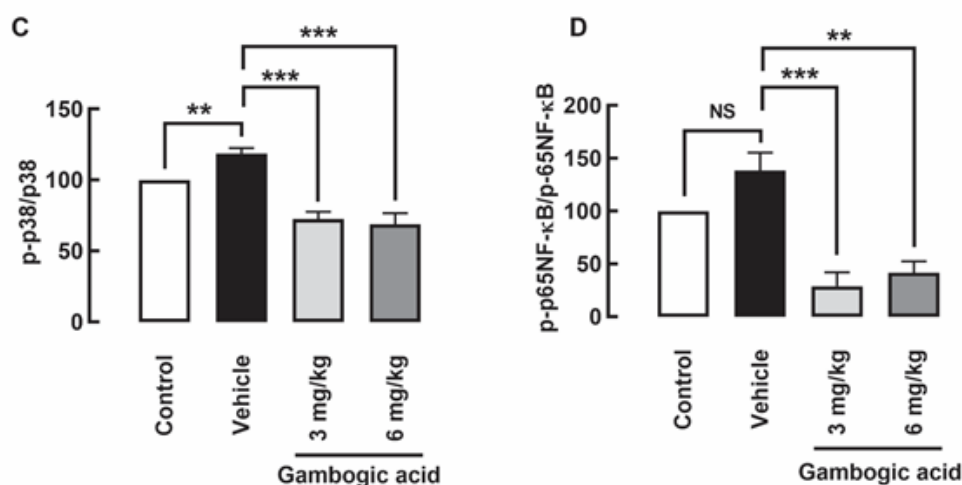 C
***
***
**
150
100
50
0
p-p38/p38
Control
Vehicle
3 mg/kg
6 mg/kg
Gambogic acid
D
**
***
NS
200
150
100
50
0
p-p65NF-κB/p-65NF-κB
Control
Vehicle
3 mg/kg
6 mg/kg
Gambogic acid